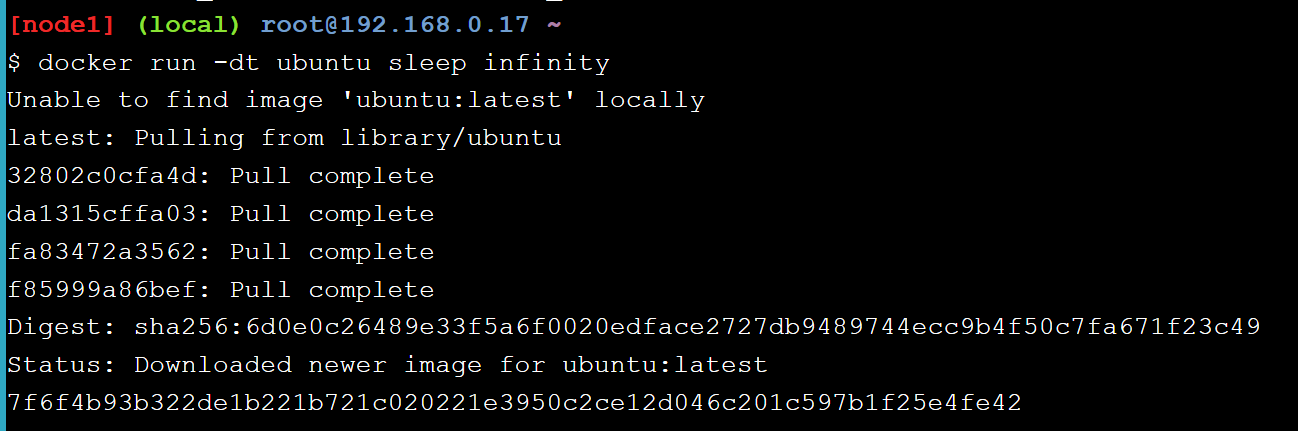 [node1] (local) root@192.168.0.17 ~
$ docker run -dt ubuntu sleep infinity
Unable to find image 'ubuntu:latest' locally
latest: Pulling from library/ubuntu
32802c0cfa4d: Pull complete
da1315cffa03: Pull complete
fa83472a3562: Pull complete
f85999a86bef: Pull complete
Digest: sha256:6d0e0c26489e33f5a6f0020edface2727db9489744ecc9b4f50c7fa671f23c49
Status: Downloaded newer image for ubuntu:latest
7f6f4b93b322de1b221b721c020221e3950c2ce12d046c201c597b1f25e4fe42